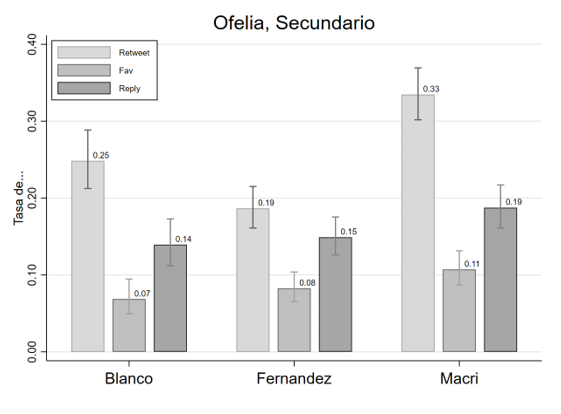 Ofelia, Secundario
Retweet
Fav
Reply
Tasa de...
0.40
0.30
0.20
0.10
0.00
0.25
0.07
0.14
0.19
0.08
0.15
0.33
0.11
0.19
Blanco Fernandez Macri